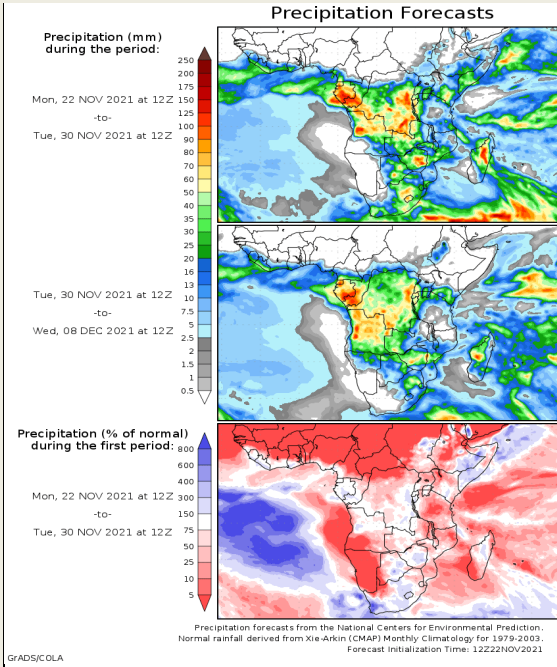 Precipitation Forecasts
Precipitation (mm)
during the period:
Mon, 22 NOV 2021 at 12Z
-to-
Tue, 30 NOV 2021 at 12Z
250
200
175
150
125
100
90
80
70
60
50
40
35
30
25
20
16
13
10
7.5
5
2.5
2
1.5
1
0.5
Tue, 30 NOV 2021 at 12Z
-to-
Wed, 08 DEC 2021 at 12Z
Precipitation (% of normal)
during the first period:
Mon, 22 NOV 2021 at 12Z
-to-
Tue, 30 NOV 2021 at 12Z
800
600
400
300
150
75
50
25
10
5
Precipitation forecasts from the National Centers for Environmental Prediction.
Normal rainfall derived from Xie-Arkin (CMAP) Monthly Climatology for 1979-2003.
Forecast Initialization Time: 12Z22NOV2021
GrADS/COLA